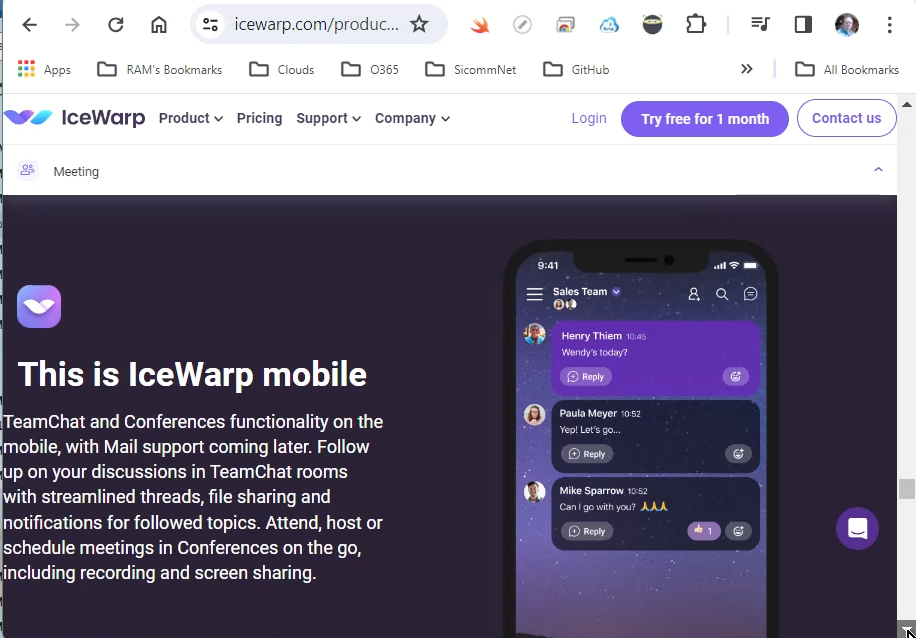 icewarp.com/produc...
Apps
RAM's Bookmarks
Clouds
O365
SicommNet
GitHub
»
All Bookmarks
IceWarp
Product
Pricing
Support
Company
Login
Try free for 1 month
Contact us
Meeting
This is IceWarp mobile
TeamChat and Conferences functionality on the
mobile, with Mail support coming later. Follow
up on your discussions in TeamChat rooms
with streamlined threads, file sharing and
notifications for followed topics. Attend, host or
schedule meetings in Conferences on the go,
including recording and screen sharing.
9:41
Sales Team
Henry Thiem 10:45
Wendy's today?
Reply
Paula Meyer 10:52
Yep! Let's go...
Reply
Mike Sparrow 10:52
Can I go with you? 🙏🙏🙏
Reply
👍 1